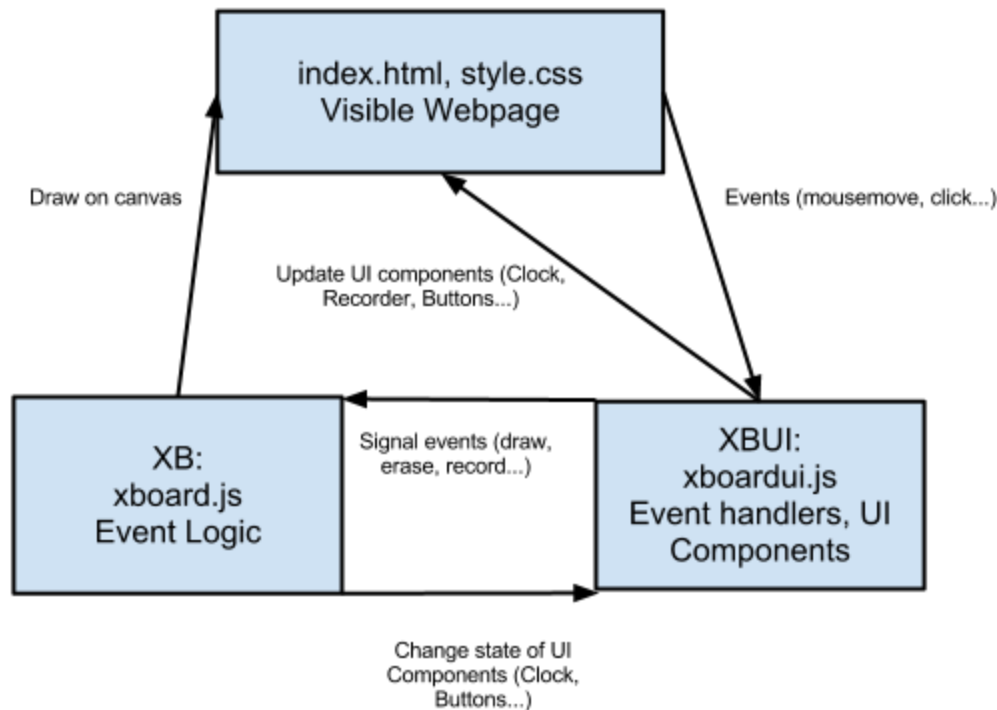 index.html, style.css
Visible Webpage
Draw on canvas
Events (mousemove, click...)
Update UI components (Clock,
Recorder, Buttons...)
XB:
xboard.js
Event Logic
Signal events (draw,
erase, record...)
XBUI:
xboardui.js
Event handlers, UI
Components
Change state of UI
Components (Clock,
Buttons...)